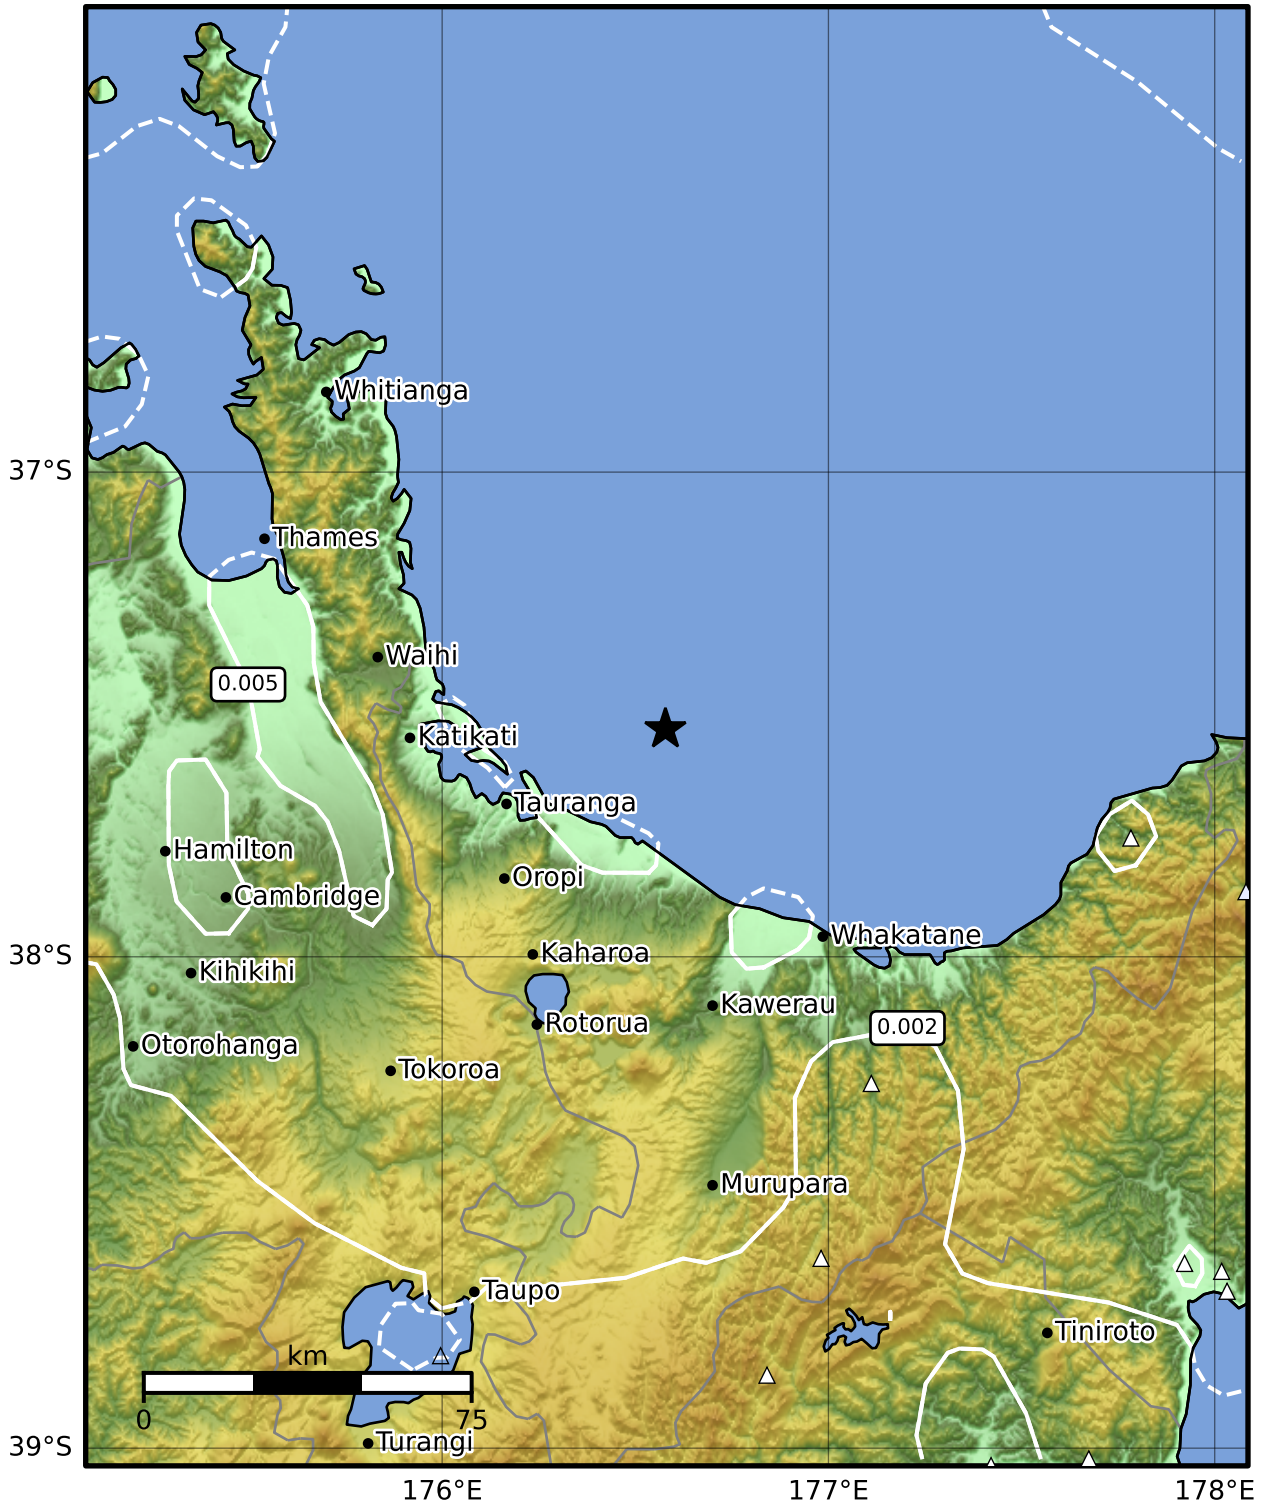 Whitianga
37°S
Thames
Waihi
0.005
Katikati
Tauranga
Hamilton
Oropi
Cambridge
Whakatane
38°S
Kaharoa
Kihikihi
Kawerau
Rotorua
0.002
Otorohanga
Tokoroa
Murupara
Taupo
Tiniroto
km
0
75
Turangi
39°S
176°E
177°E
178°E